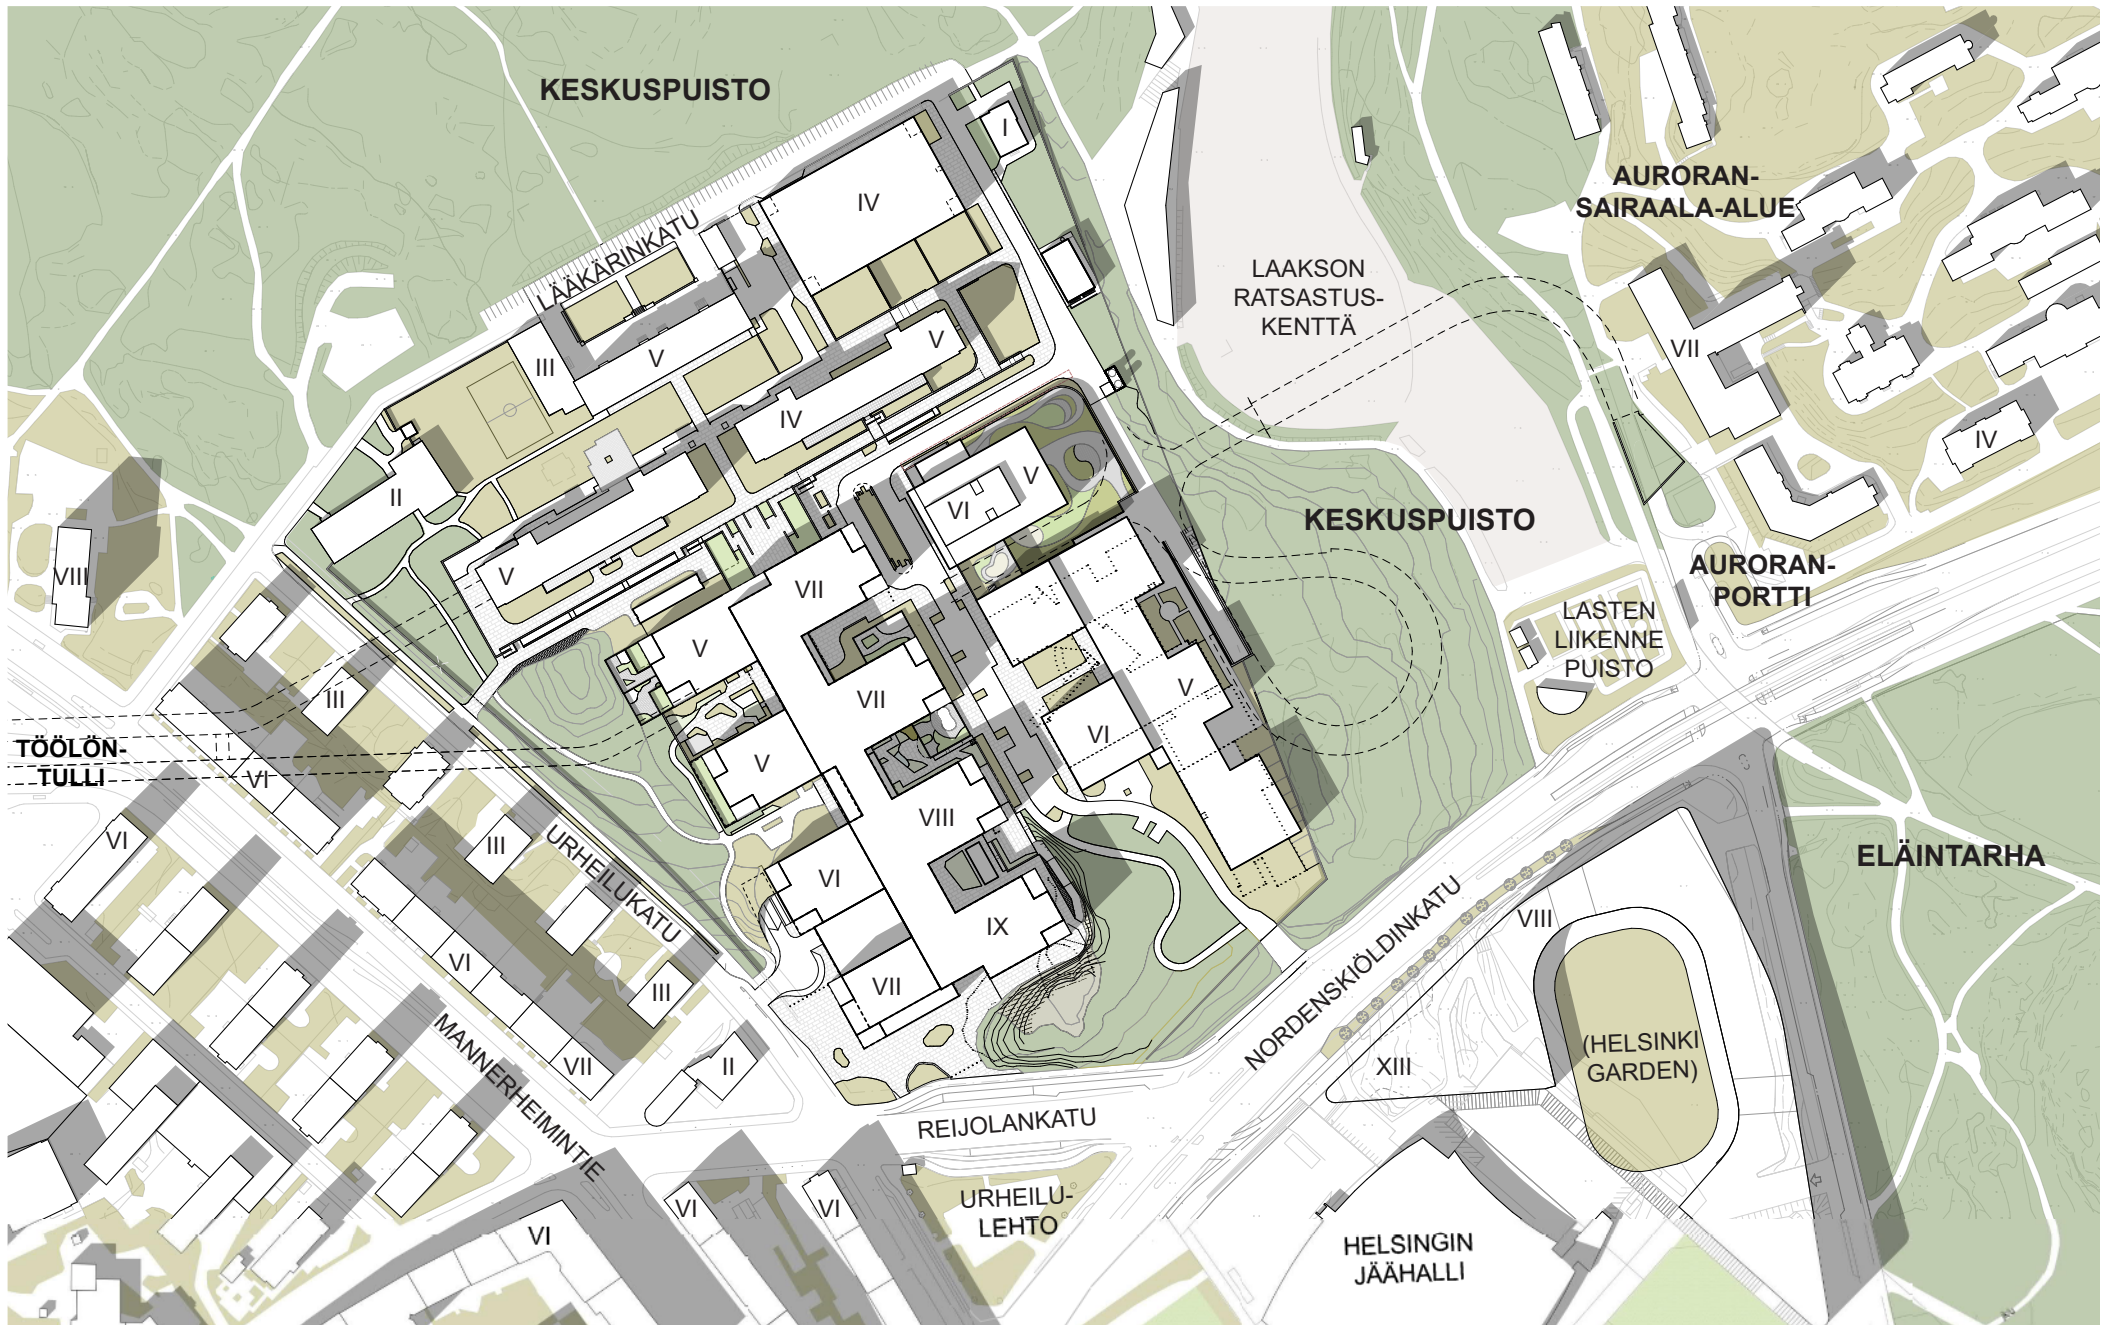 KESKUSPUISTO
I
AURORAN-
SAIRAALA-ALUE
IV
LÄÄKÄRINKATU
LAAKSON
RATSASTUS-
KENTTÄ
III
V
V
VII
IV
IV
II
V
VI
V
KESKUSPUISTO
VIII
V
VII
AURORAN-
PORTTI
LASTEN
LIIKENNE
PUISTO
V
V
III
VII
VI
TÖÖLÖN-
TULLI
VI
V
VI
III
VIII
URHEILUKATU
ELÄINTARHA
VI
VI
III
IX
VII
VIII
NORDENSKIÖLDINKATU
MANNERHEIMINTIE
VII
II
XIII
(HELSINKI
GARDEN)
REIJOLANKATU
VI
VI
VI
URHEILU-
LEHTO
HELSINGIN
JÄÄHALLI